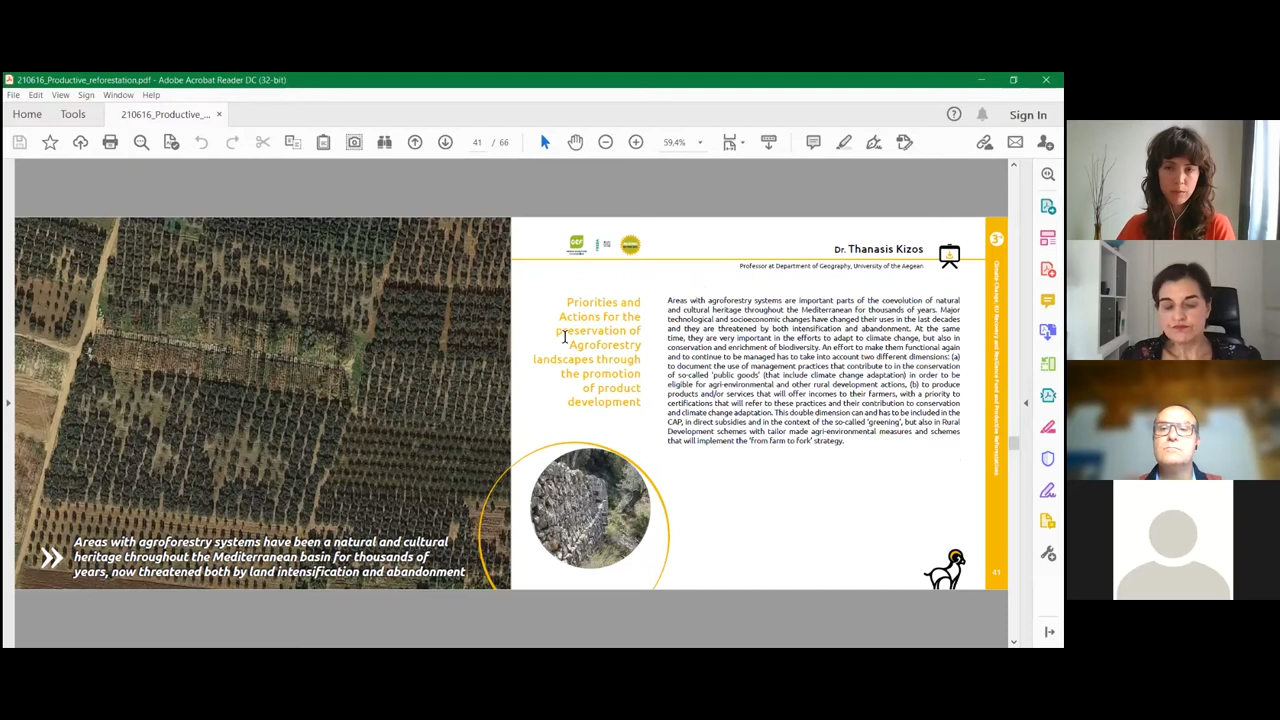 210616_Productive_reforestation.pdf - Adobe Acrobat Reader DC (32-bit)
File Edit View Sign Window Help
Home Tools 210616_Productive_... × Sign In
41 / 66 59,4%
Dr. Thanasis Kizos
Professor at Department of Geography, University of the Aegean
Priorities and
Actions for the
preservation of
Agroforestry
landscapes through
the promotion
of product
development
Areas with agroforestry systems are important parts of the coevolution of natural
and cultural heritage throughout the Mediterranean for thousands of years. Major
technological and socioeconomic changes have changed their uses in the last decades
and they are threatened by both intensification and abandonment. At the same
time, they are very important in the efforts to adapt to climate change, but also in
conservation and enrichment of biodiversity. An effort to make them functional again
and to continue to be managed has to take into account two different dimensions: (a)
to document the use of management practices that contribute to in the conservation
of so-called 'public goods' (that include climate change adaptation) in order to be
eligible for agri-environmental and other rural development actions, (b) to produce
products and/or services that will offer incomes to their farmers, with a priority to
certifications that will refer to these practices and their contribution to conservation
and climate change adaptation. This double dimension can and has to be included in the
CAP, in direct subsidies and in the context of the so-called 'greening', but also in Rural
Development schemes with tailor made agri-environmental measures and schemes
that will implement the 'from farm to fork' strategy.
Areas with agroforestry systems have been a natural and cultural
heritage throughout the Mediterranean basin for thousands of
years, now threatened both by land intensification and abandonment
Climate Change, EU Recovery and Resilience Fund and Productive Reforestations
41